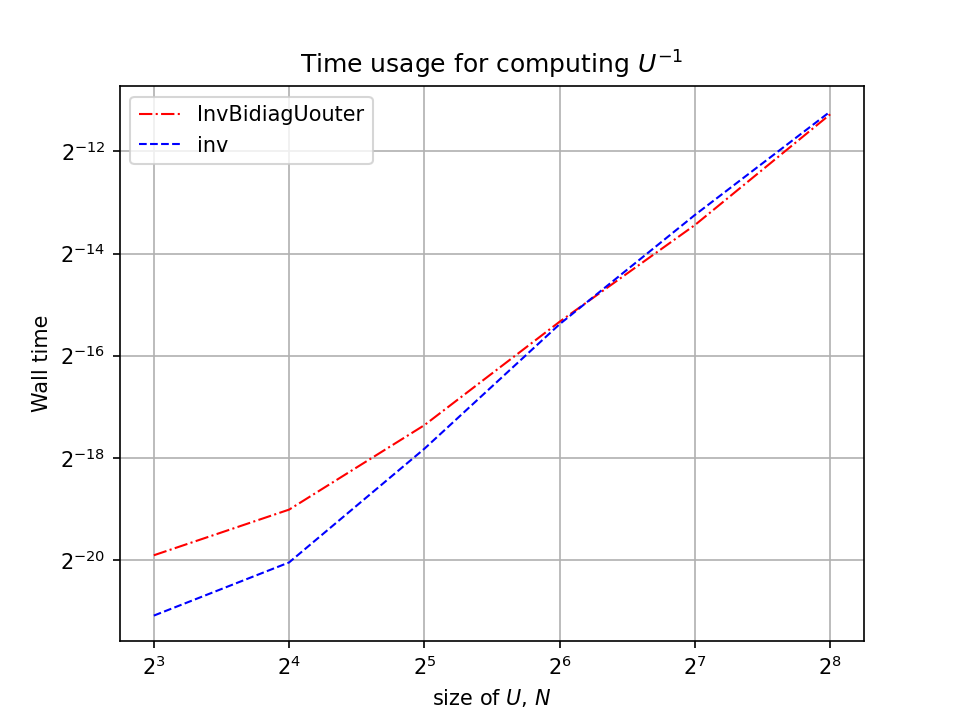 Time usage for computing $U^{-1}$
InvBidiagUouter
inv
Wall time
2⁻¹²
2⁻¹⁴
2⁻¹⁶
2⁻¹⁸
2⁻²⁰
2³ 2⁴ 2⁵ 2⁶ 2⁷ 2⁸
size of U, N